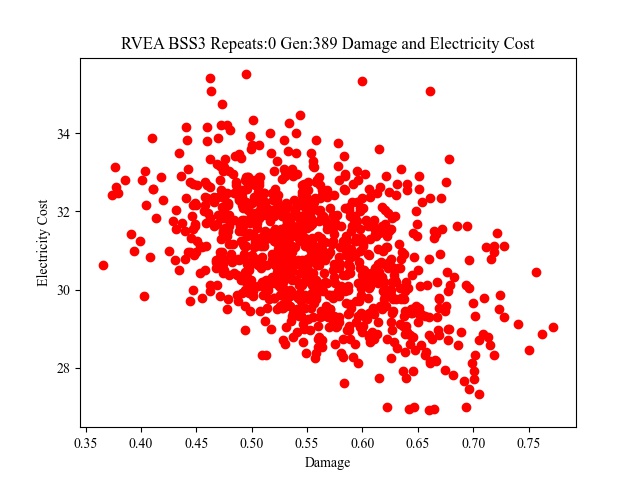 RVEA BSS3 Repeats:0 Gen:389 Damage and Electricity Cost
Electricity Cost
34
32
30
28
0.35 0.40 0.45 0.50 0.55 0.60 0.65 0.70 0.75
Damage